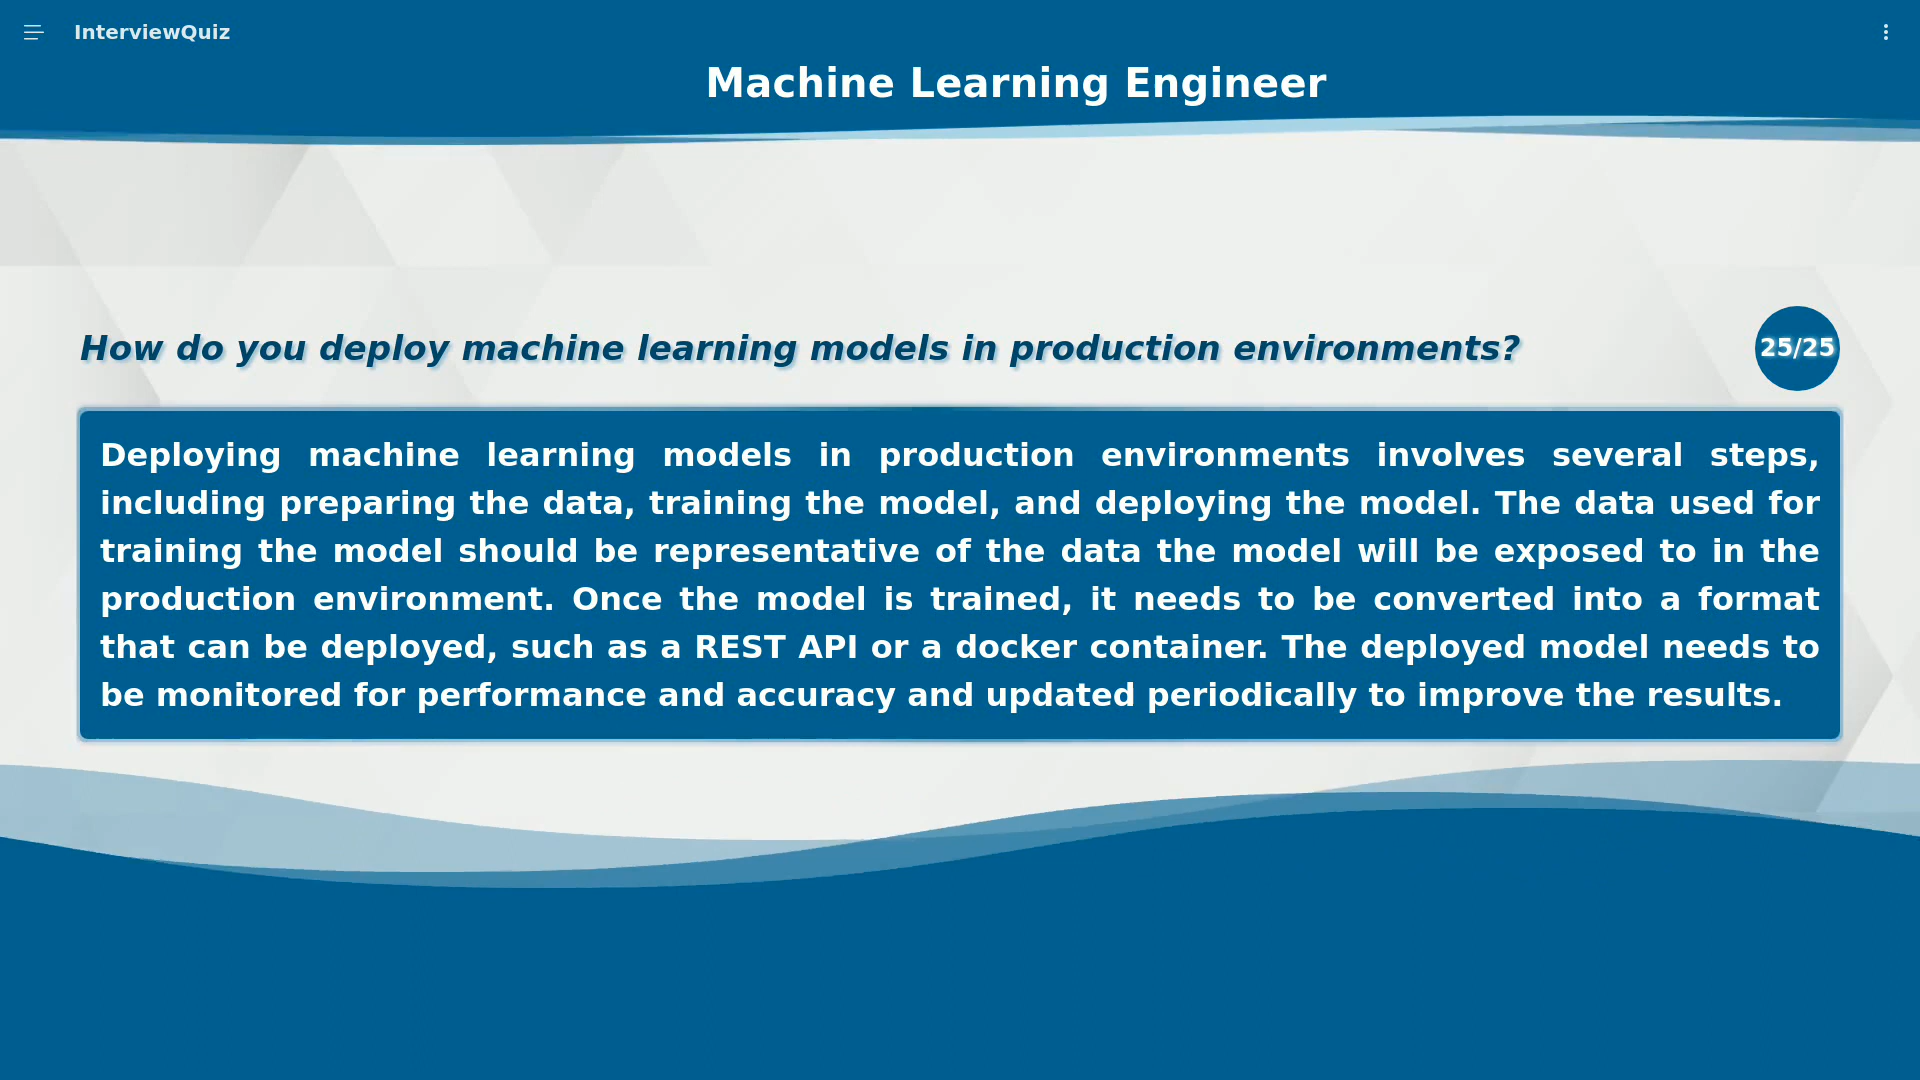 InterviewQuiz
Machine Learning Engineer
How do you deploy machine learning models in production environments?
25/25
Deploying machine learning models in production environments involves several steps,
including preparing the data, training the model, and deploying the model. The data used for
training the model should be representative of the data the model will be exposed to in the
production environment. Once the model is trained, it needs to be converted into a format
that can be deployed, such as a REST API or a docker container. The deployed model needs to
be monitored for performance and accuracy and updated periodically to improve the results.